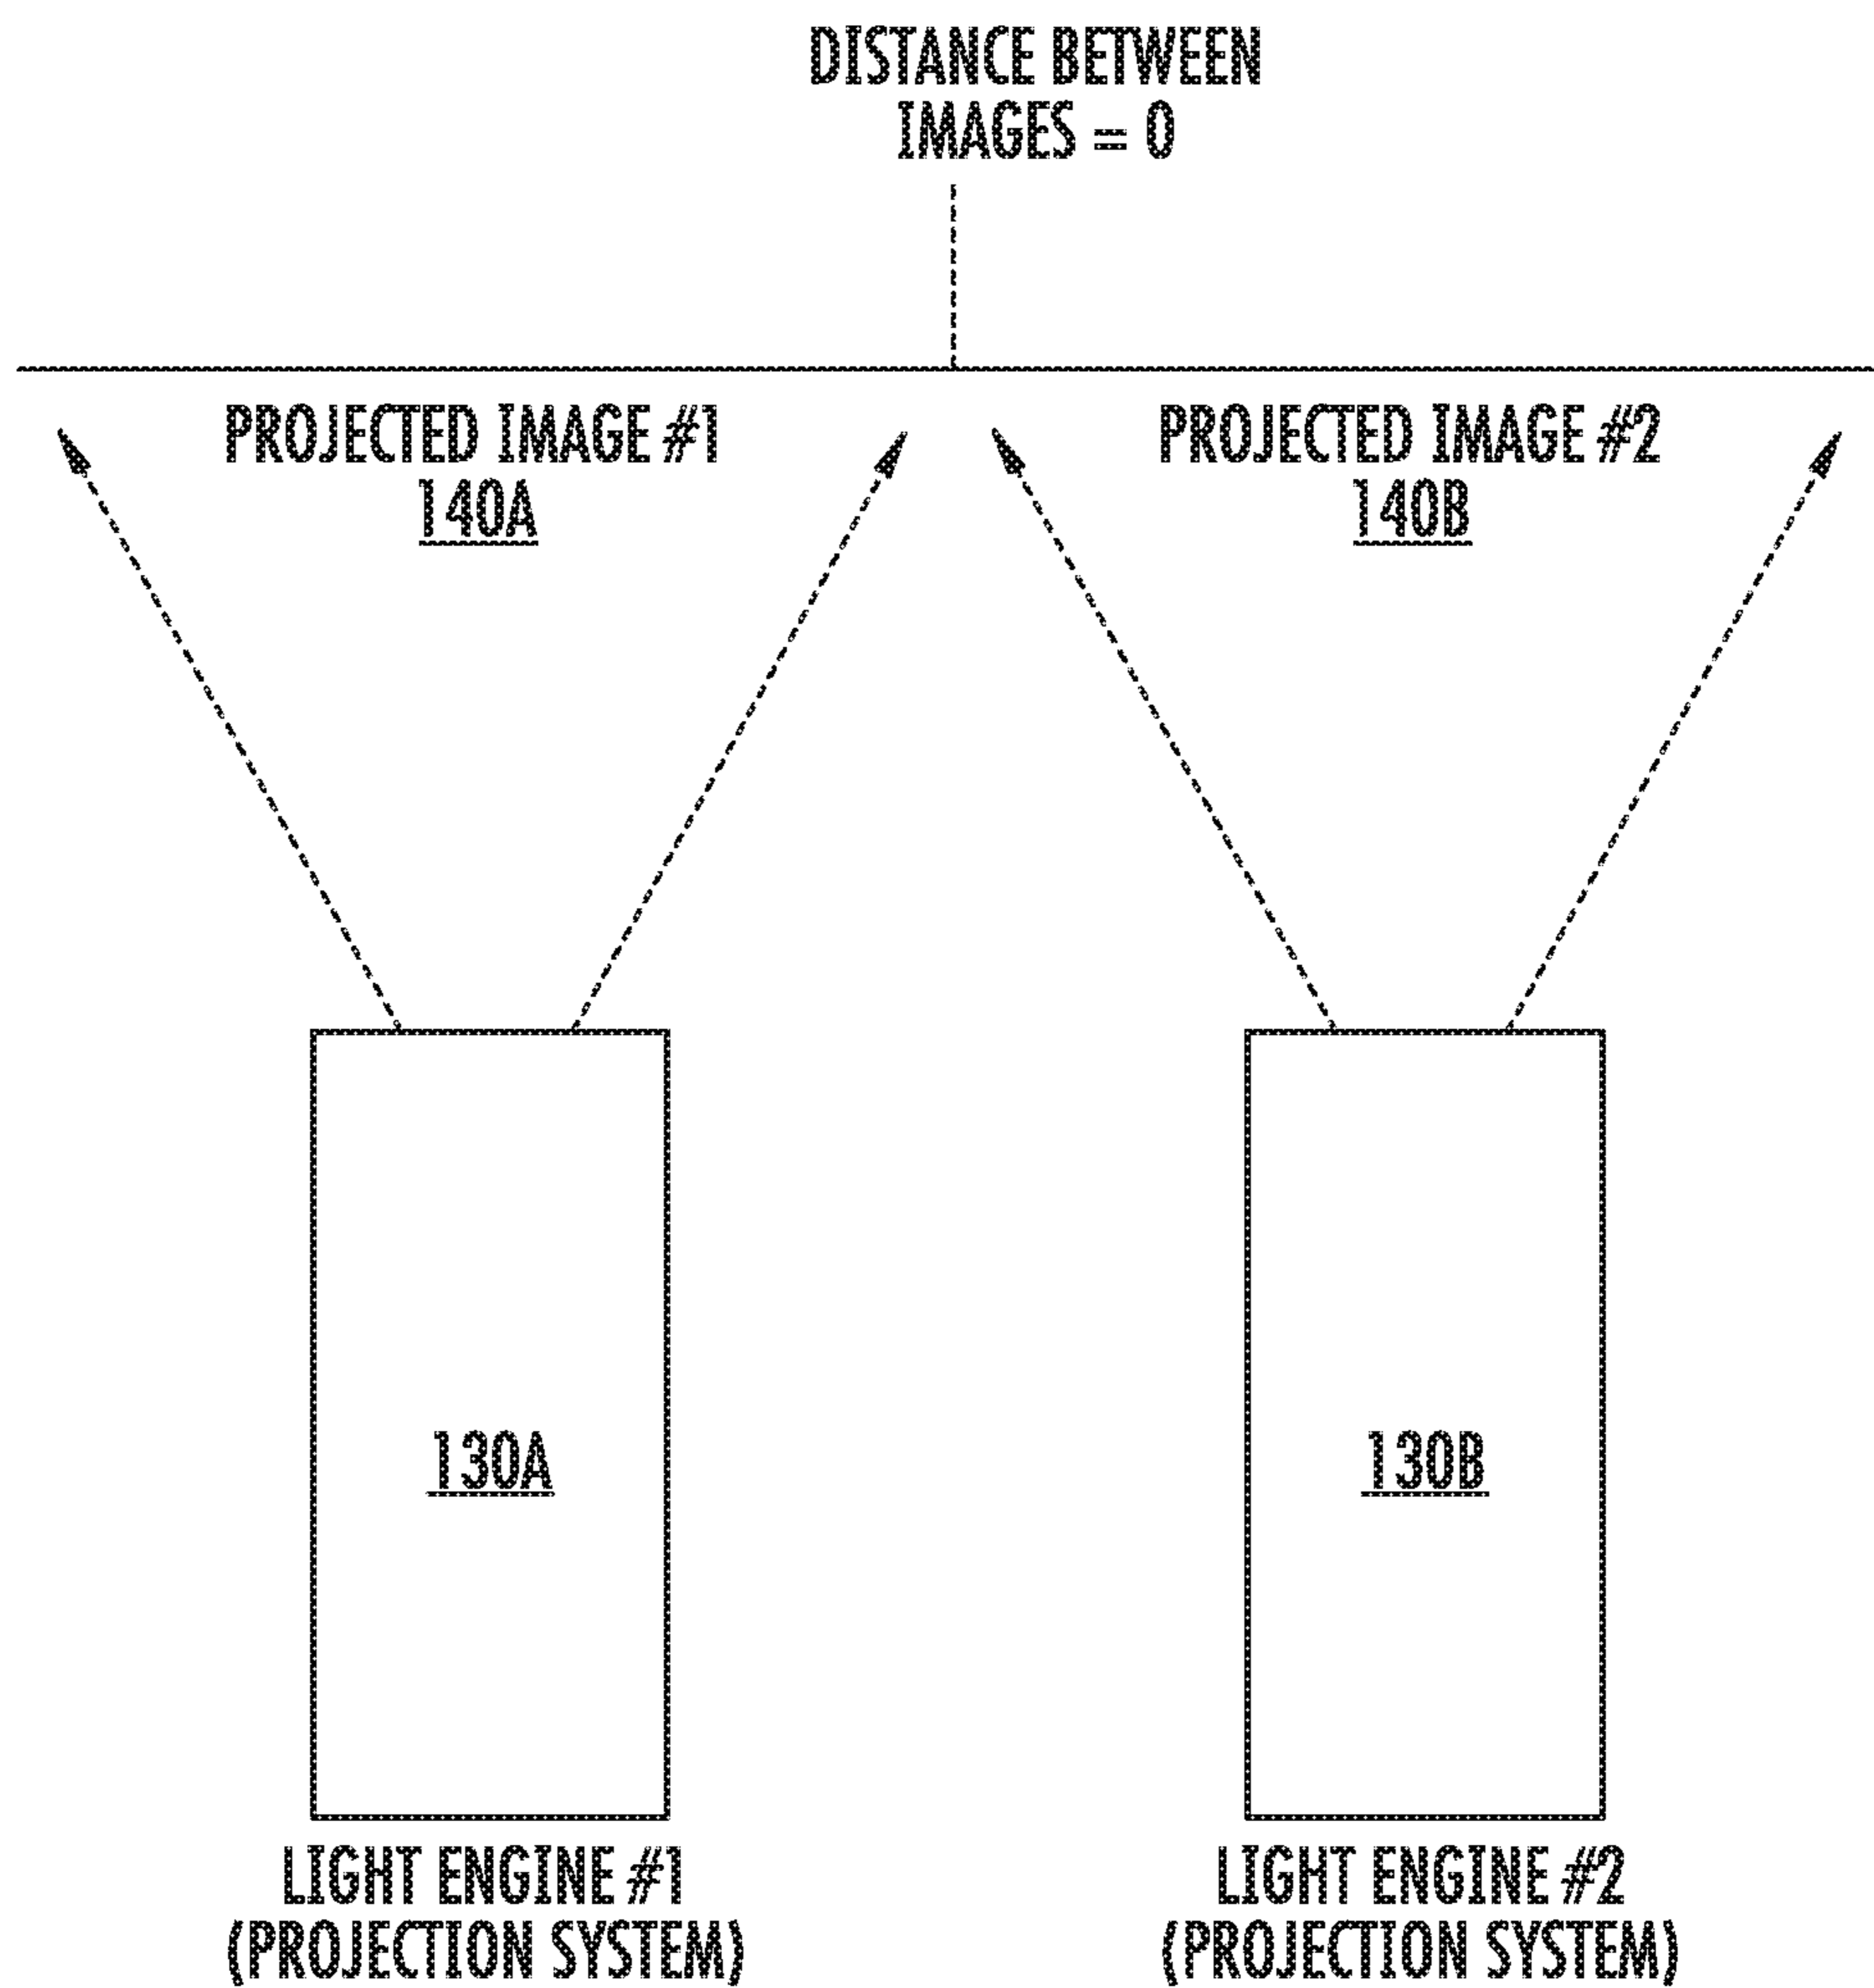 DISTANCE BETWEEN
IMAGES = 0
PROJECTED IMAGE #1
140A
PROJECTED IMAGE #2
140B
130A
130B
LIGHT ENGINE #1
(PROJECTION SYSTEM)
LIGHT ENGINE #2
(PROJECTION SYSTEM)